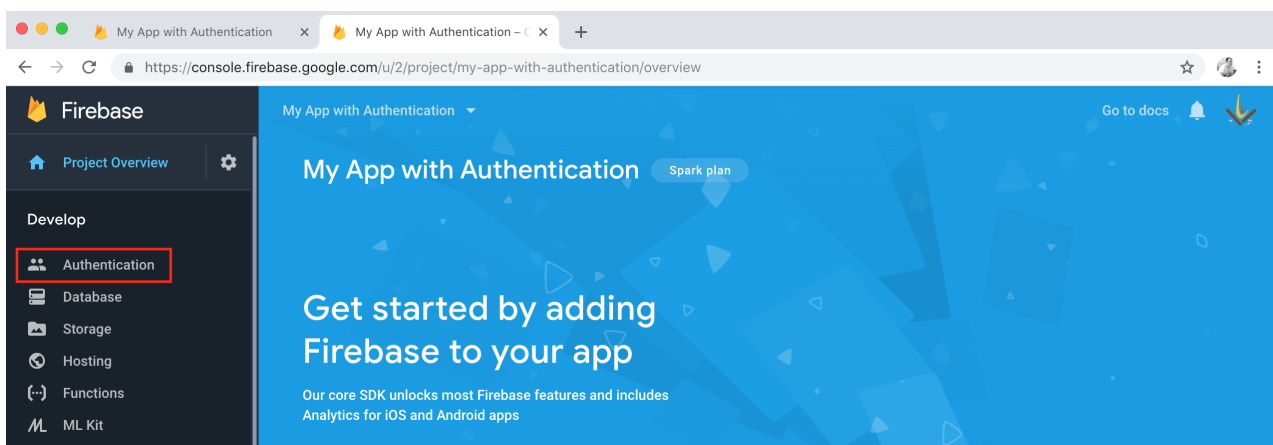 My App with Authentication
My App with Authentication – C
https://console.firebase.google.com/u/2/project/my-app-with-authentication/overview
Firebase
My App with Authentication
Go to docs
Project Overview
My App with Authentication
Spark plan
Develop
Authentication
Database
Storage
Hosting
Functions
ML Kit
Get started by adding
Firebase to your app
Our core SDK unlocks most Firebase features and includes
Analytics for iOS and Android apps